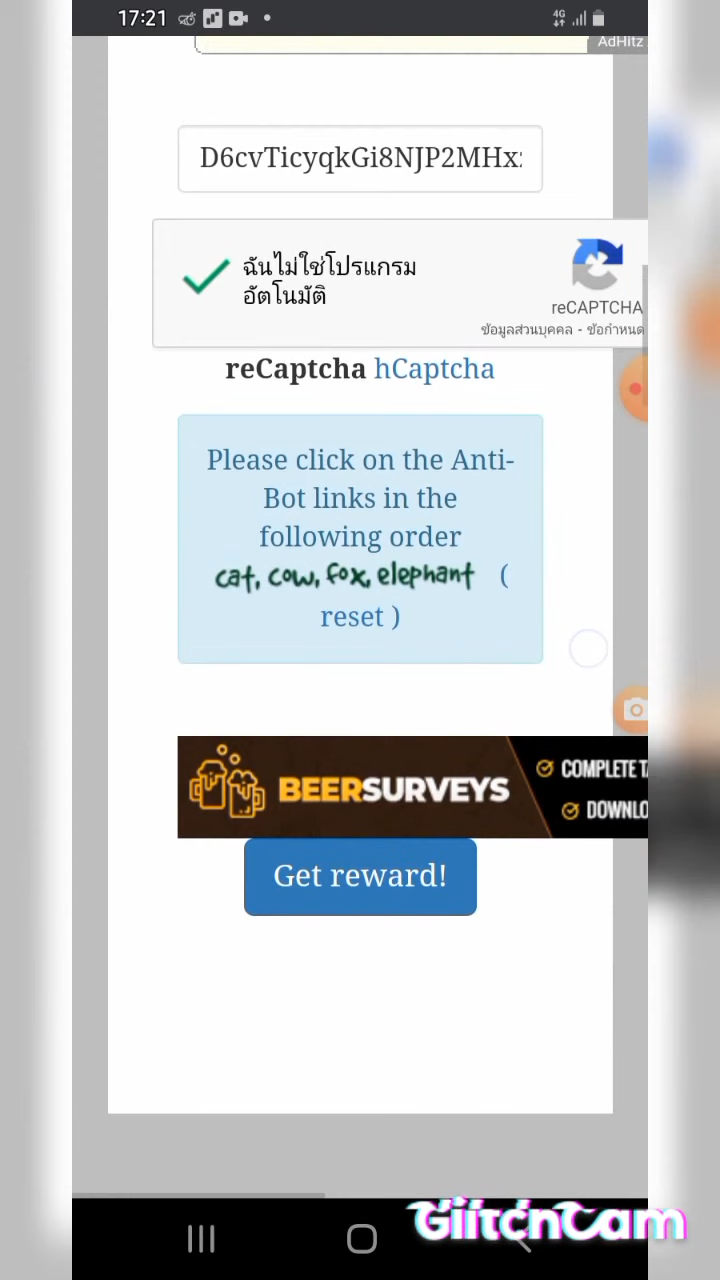 17:21
4G
AdHitz
D6cvTicyqkGi8NJP2MHx
ฉันไม่ใช่โปรแกรม
อัตโนมัติ
reCAPTCHA
ข้อมูลส่วนบุคคล - ข้อกำหนด
reCaptcha hCaptcha
Please click on the Anti-
Bot links in the
following order
cat, cow, fox, elephant (
reset )
BEERSURVEYS
COMPLETE
DOWNLO
Get reward!
GlitchCam